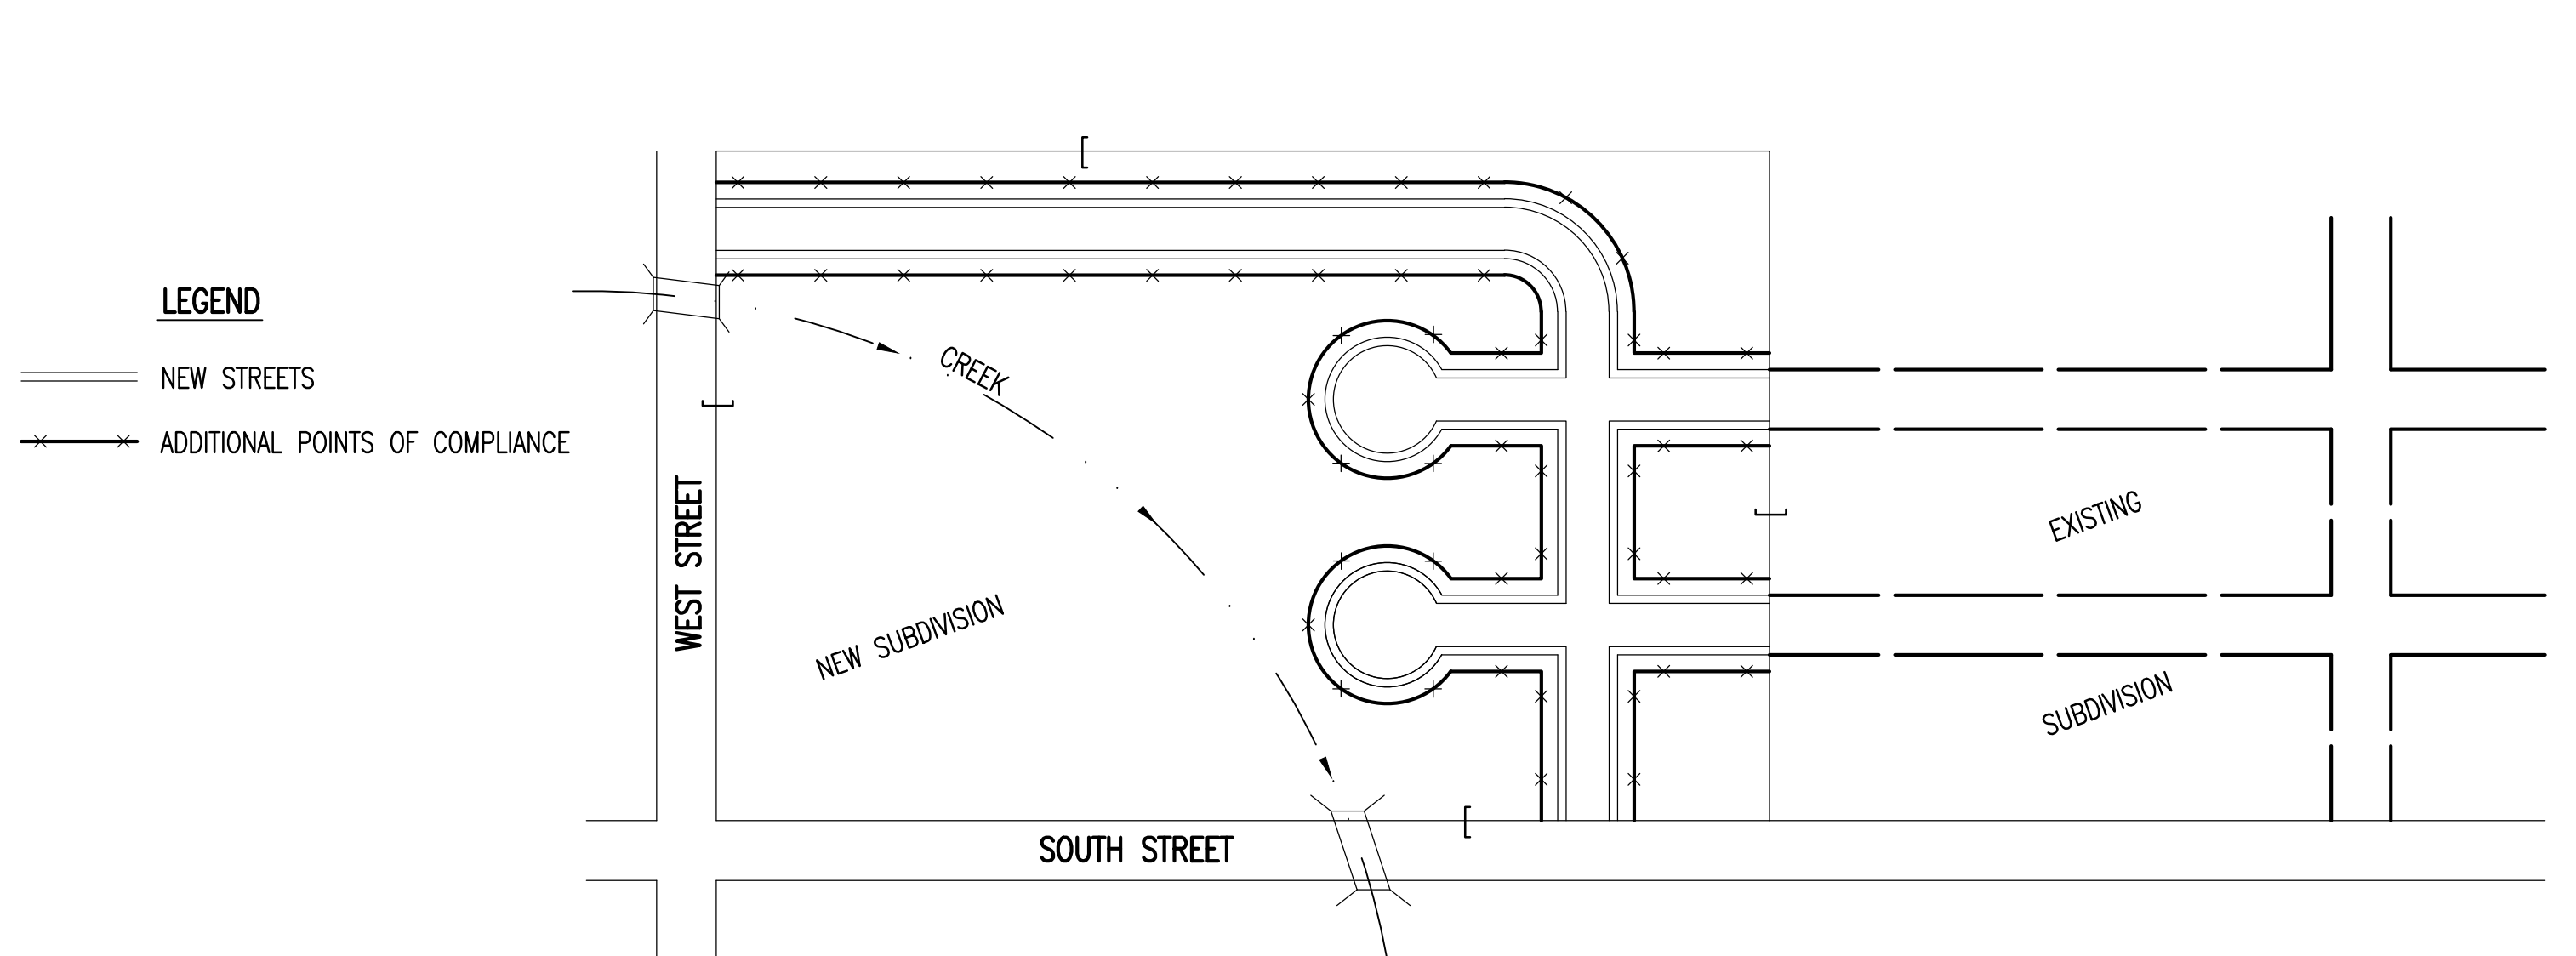 LEGEND
NEW STREETS
ADDITIONAL POINTS OF COMPLIANCE
WEST STREET
CREEK
NEW SUBDIVISION
SOUTH STREET
EXISTING
SUBDIVISION